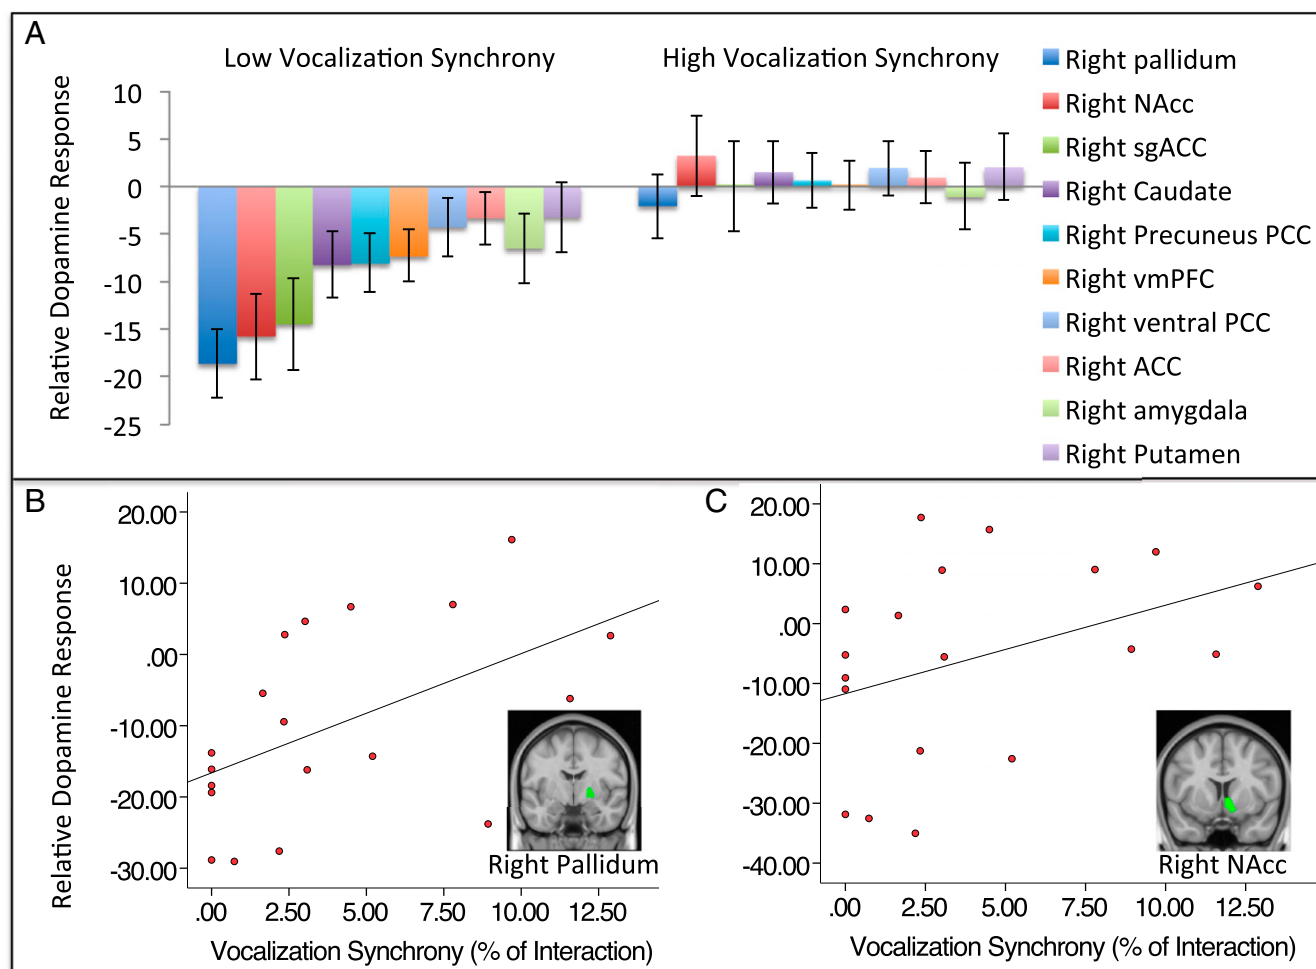 A
Low Vocalization Synchrony
High Vocalization Synchrony
Relative Dopamine Response
10
5
0
-5
-10
-15
-20
-25
Right pallidum
Right NAcc
Right sgACC
Right Caudate
Right Precuneus PCC
Right vmPFC
Right ventral PCC
Right ACC
Right amygdala
Right Putamen
B
Relative Dopamine Response
20.00
10.00
.00
-10.00
-20.00
-30.00
Right Pallidum
.00 2.50 5.00 7.50 10.00 12.50
Vocalization Synchrony (% of Interaction)
C
20.00
10.00
.00
-10.00
-20.00
-30.00
-40.00
Right NAcc
.00 2.50 5.00 7.50 10.00 12.50
Vocalization Synchrony (% of Interaction)